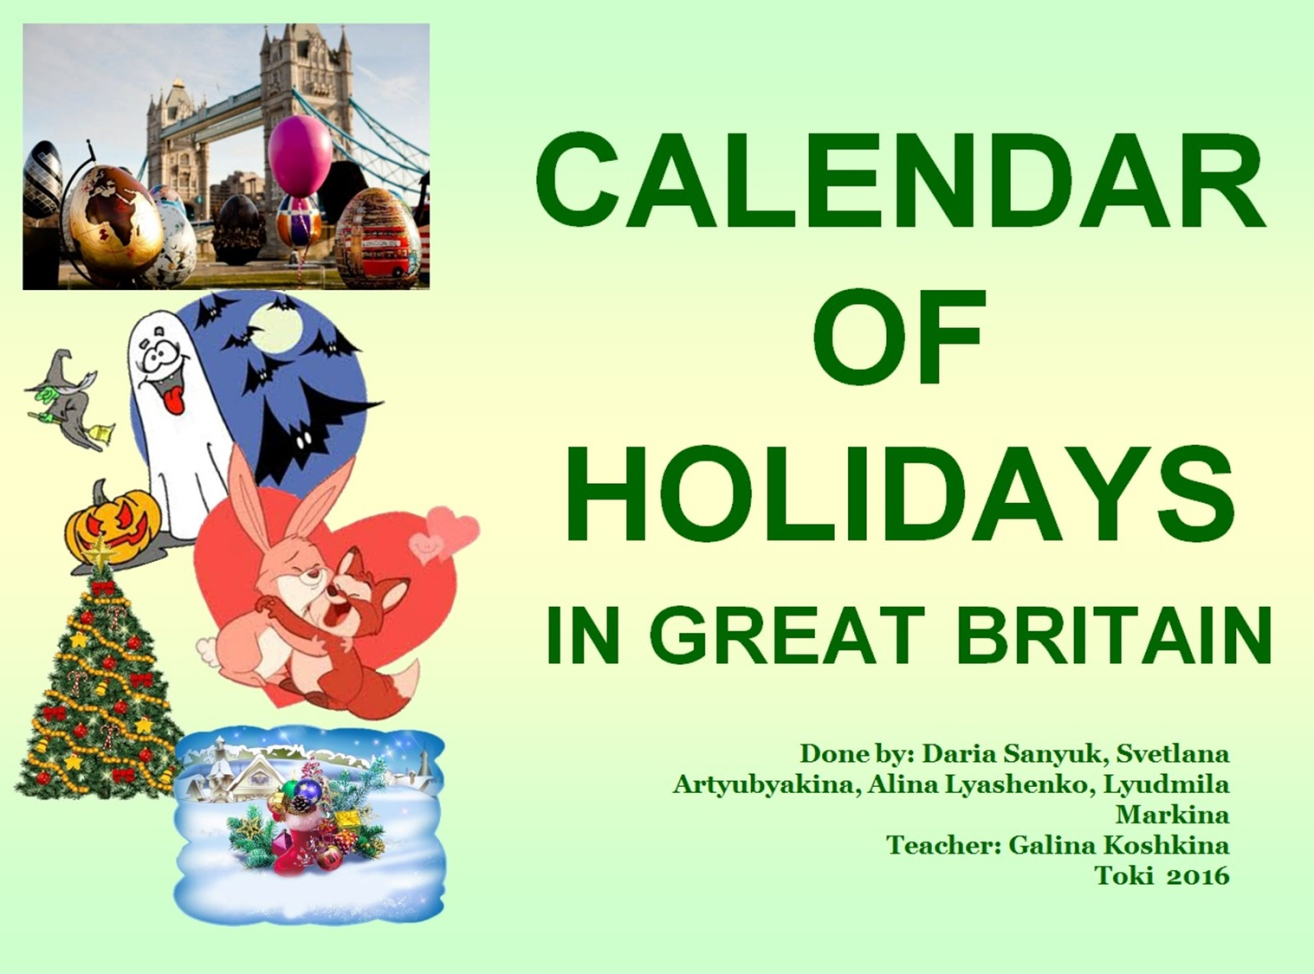 CALENDAR
OF
HOLIDAYS
IN GREAT BRITAIN
Done by: Daria Sanyuk, Svetlana
Artyubyakina, Alina Lyashenko, Lyudmila
Markina
Teacher: Galina Koshkina
Toki 2016